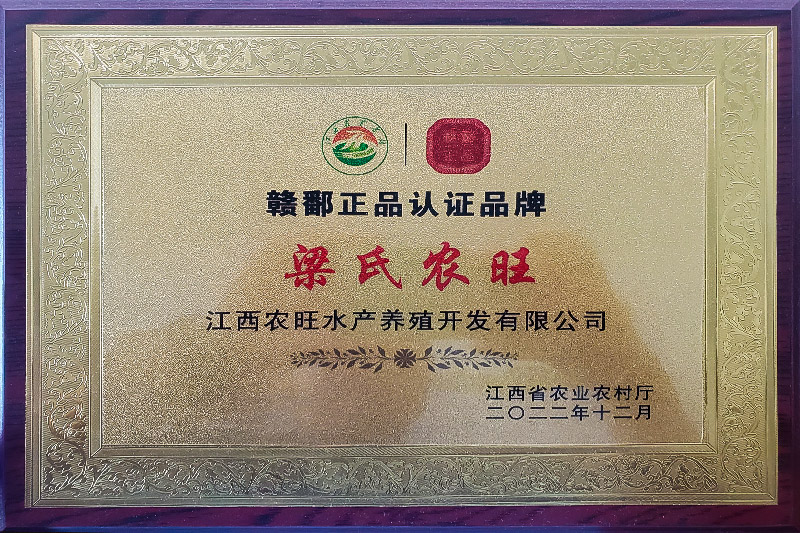 赣鄱正品认证品牌
梁氏农旺
江西农旺水产养殖开发有限公司
江西省农业农村厅
二〇二二年十二月